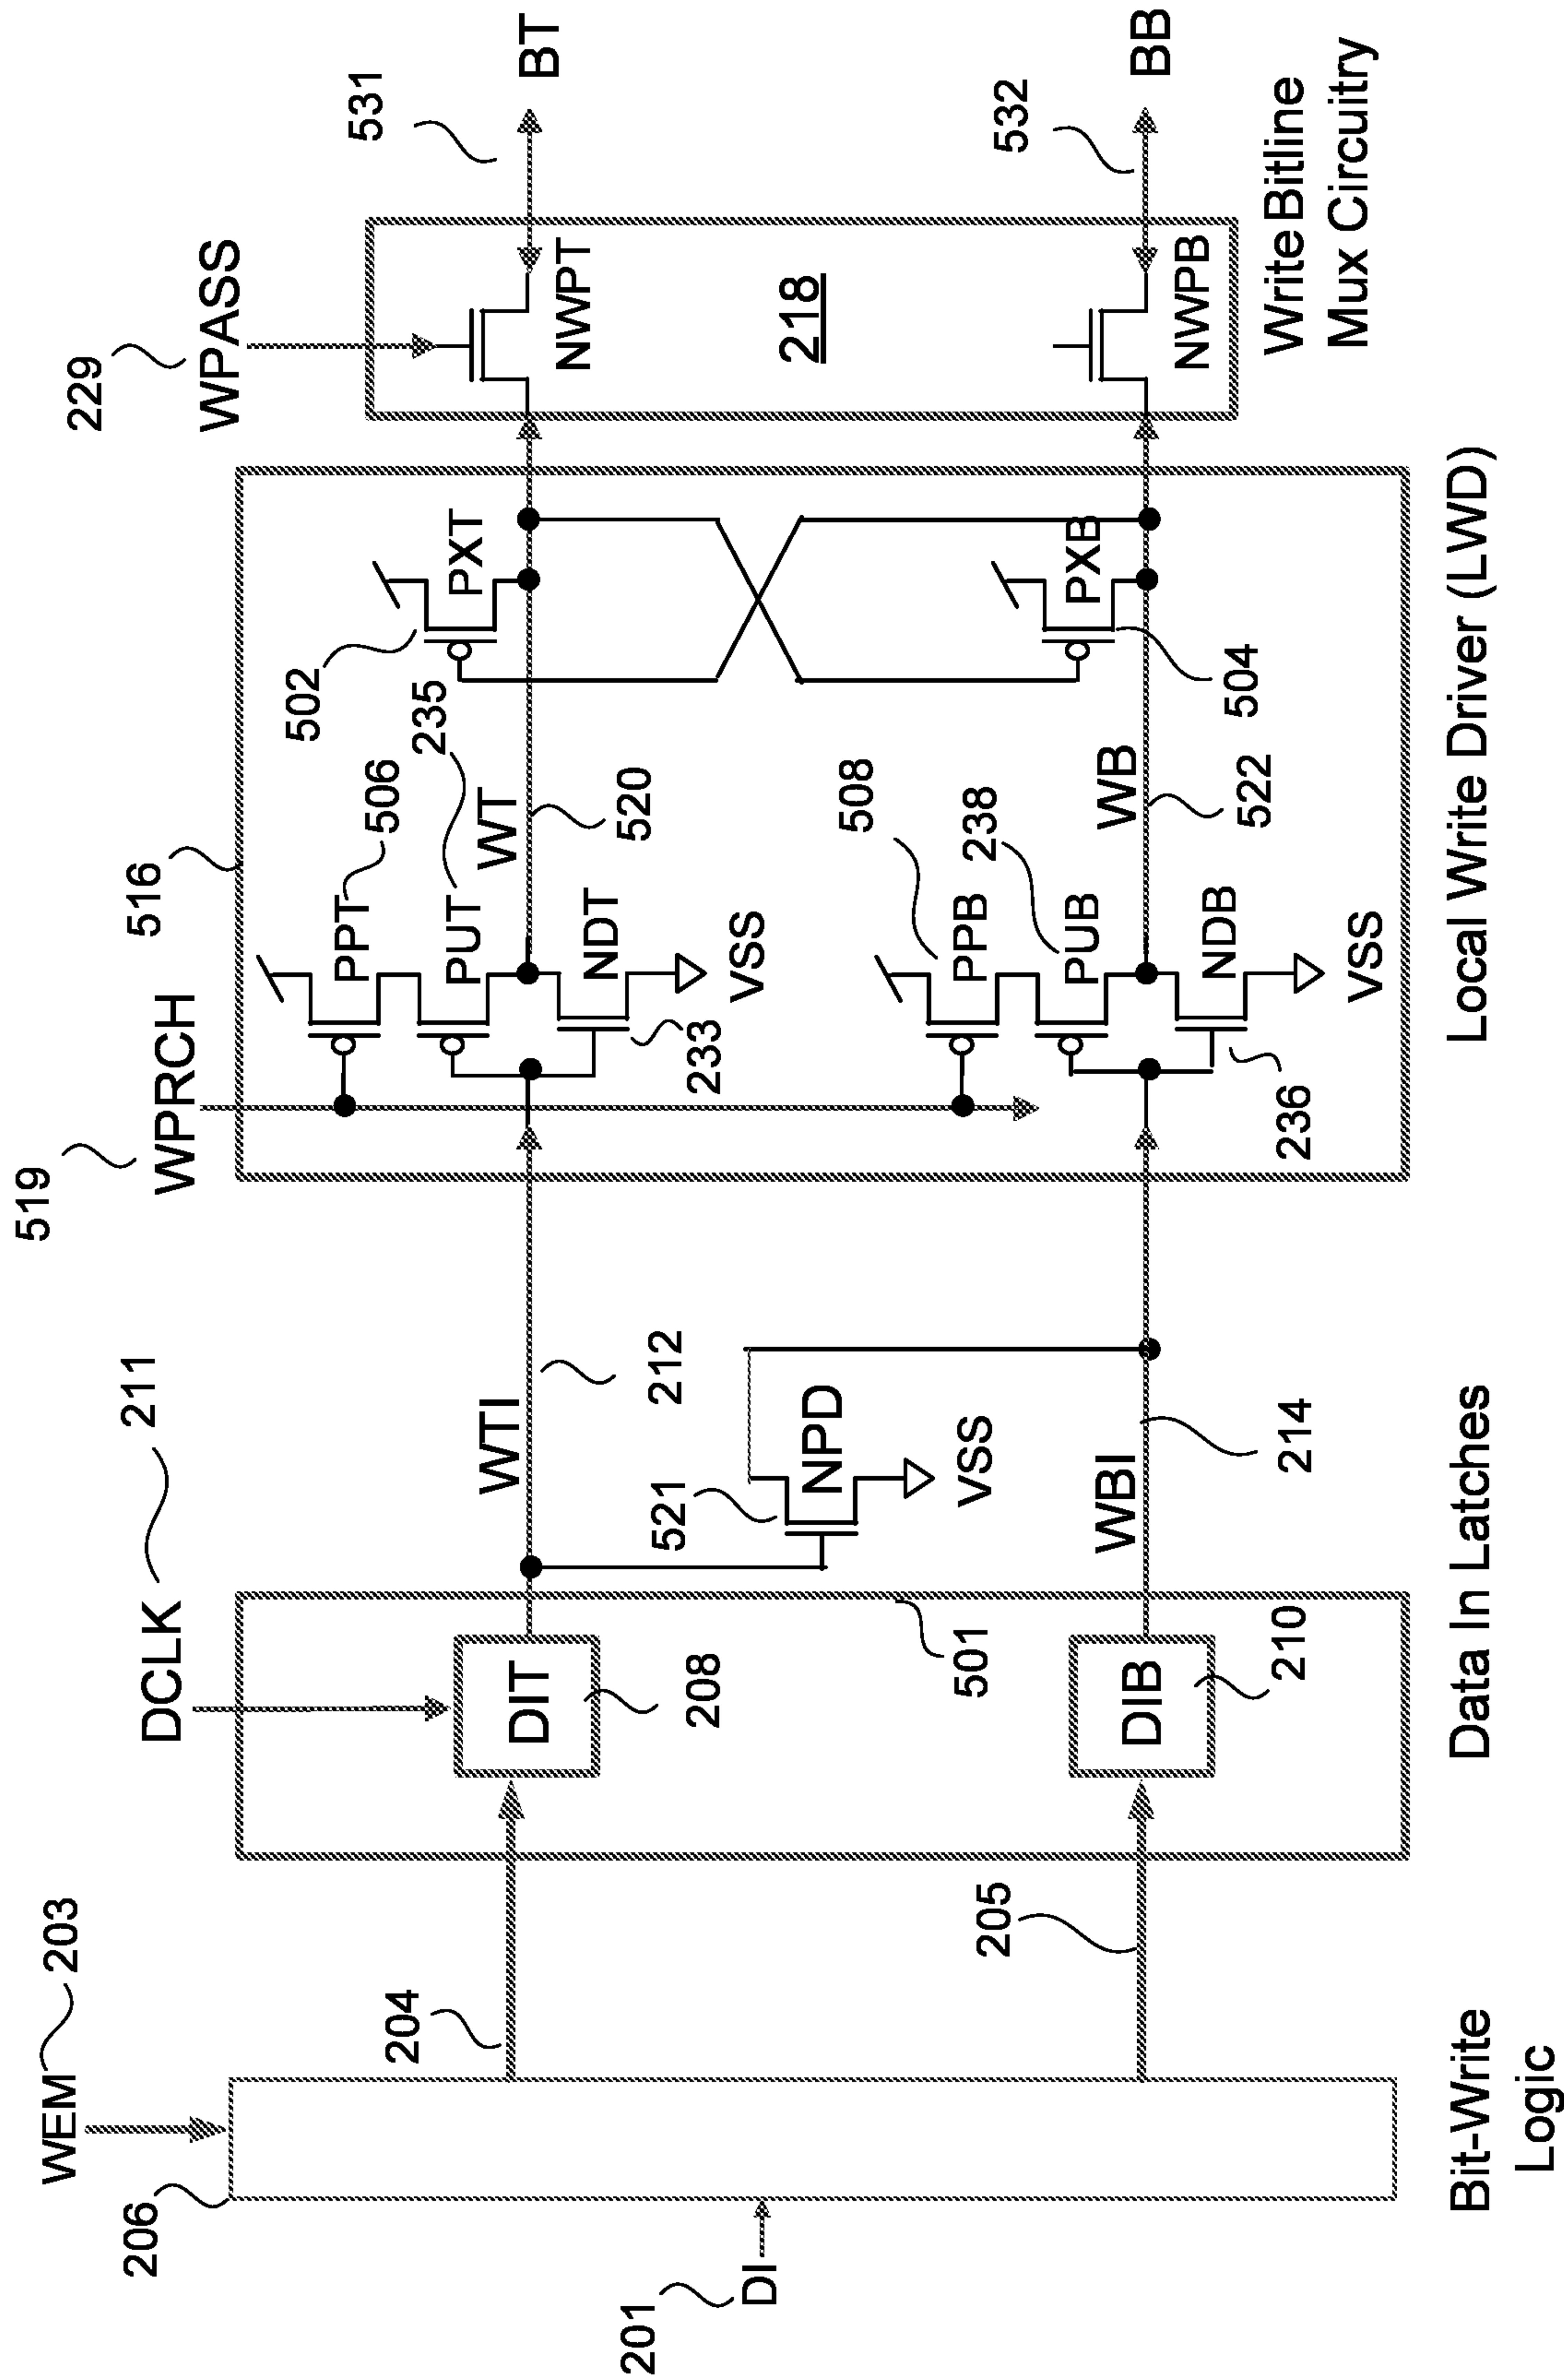 WEM
203
206
201
DI
204
205
Bit-Write
Logic
DCLK
211
DIT
208
DIB
210
501
Data In Latches
WTI
212
521
NPD
VSS
WBI
214
519
WPRCH
516
PPT
506
PUT
235
NDT
233
VSS
WT
520
502
PXT
508
PPB
238
PUB
NDB
236
VSS
WB
522
PXB
504
Local Write Driver (LWD)
229
WPASS
NWPT
218
NWPB
Write Bitline
Mux Circuitry
531
BT
532
BB